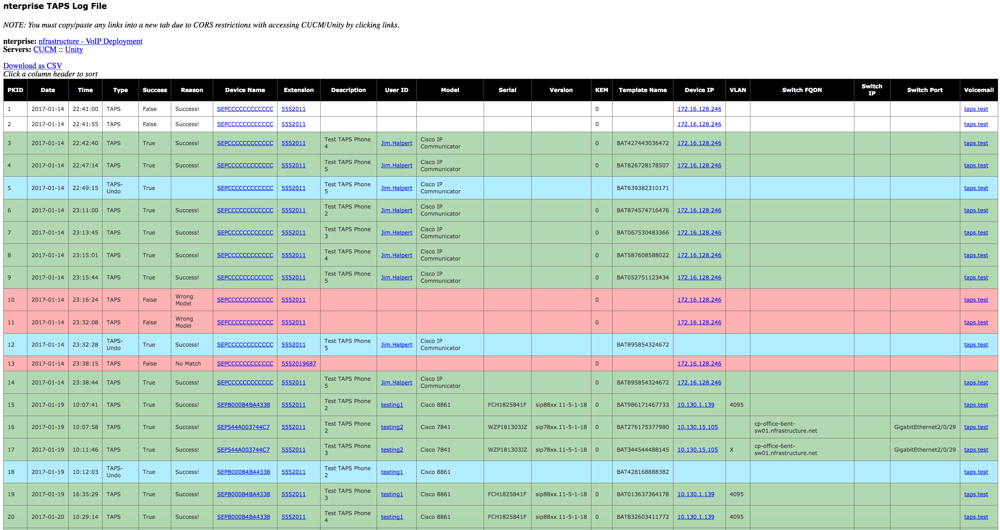 nterprise TAPS Log File
NOTE: You must copy/paste any links into a new tab due to CORS restrictions with accessing CUCM/Unity by clicking links.
nterprise: nfrastructure - VoIP Deployment
Servers: CUCM :: Unity
Download as CSV
Click a column header to sort
PKID Date Time Type Success Reason Device Name Extension Description User ID Model Serial Version KEM Template Name Device IP VLAN Switch FQDN Switch IP Switch Port Voicemail
1 2017-01-14 22:41:00 TAPS False Success! SEPCCCCCCCCCCCC 5552011 0 172.16.128.246 taps.test
2 2017-01-14 22:41:55 TAPS False Success! SEPCCCCCCCCCCCC 5552011 0 172.16.128.246 taps.test
3 2017-01-14 22:42:40 TAPS True Success! SEPCCCCCCCCCCCC 5552011 Test TAPS Phone 4 Jim.Halpert Cisco IP Communicator 0 BAT427443036472 172.16.128.246 taps.test
4 2017-01-14 22:47:14 TAPS True Success! SEPCCCCCCCCCCCC 5552011 Test TAPS Phone 5 Jim.Halpert Cisco IP Communicator 0 BAT826728178507 172.16.128.246 taps.test
5 2017-01-14 22:49:15 TAPS-Undo True SEPCCCCCCCCCCCC 5552011 Test TAPS Phone 5 Jim.Halpert Cisco IP Communicator BAT639382310171 taps.test
6 2017-01-14 23:11:00 TAPS True Success! SEPCCCCCCCCCCCC 5552011 Test TAPS Phone 2 Jim.Halpert Cisco IP Communicator 0 BAT874574716476 172.16.128.246 taps.test
7 2017-01-14 23:13:45 TAPS True Success! SEPCCCCCCCCCCCC 5552011 Test TAPS Phone 3 Jim.Halpert Cisco IP Communicator 0 BAT067530483366 172.16.128.246 taps.test
8 2017-01-14 23:15:01 TAPS True Success! SEPCCCCCCCCCCCC 5552011 Test TAPS Phone 4 Jim.Halpert Cisco IP Communicator 0 BAT587608588022 172.16.128.246 taps.test
9 2017-01-14 23:15:44 TAPS True Success! SEPCCCCCCCCCCCC 5552011 Test TAPS Phone 5 Jim.Halpert Cisco IP Communicator 0 BAT052751123434 172.16.128.246 taps.test
10 2017-01-14 23:16:24 TAPS False Wrong Model SEPCCCCCCCCCCCC 5552011 0 172.16.128.246 taps.test
11 2017-01-14 23:32:08 TAPS False Wrong Model SEPCCCCCCCCCCCC 5552011 0 172.16.128.246 taps.test
12 2017-01-14 23:32:28 TAPS-Undo True Success! SEPCCCCCCCCCCCC 5552011 Test TAPS Phone 5 Jim.Halpert Cisco IP Communicator BAT895854324672 taps.test
13 2017-01-14 23:38:15 TAPS False No Match SEPCCCCCCCCCCCC 5552019687 0 172.16.128.246
14 2017-01-14 23:38:44 TAPS True Success! SEPCCCCCCCCCCCC 5552011 Test TAPS Phone 5 Jim.Halpert Cisco IP Communicator 0 BAT895854324672 172.16.128.246 taps.test
15 2017-01-19 10:07:41 TAPS True Success! SEPB000B4BA4338 5552011 Test TAPS Phone 2 testing1 Cisco 8861 FCH1825841F sip88xx.11-5-1-18 0 BAT986171467733 10.130.1.139 4095 taps.test
16 2017-01-19 10:07:58 TAPS True Success! SEP544A003744C7 5552011 Test TAPS Phone 2 testing2 Cisco 7841 WZP181303JZ sip78xx.11-5-1-18 0 BAT276175377980 10.130.15.105 cp-office-6ent-sw01.nfrastructure.net GigabitEthernet2/0/29 taps.test
17 2017-01-19 10:11:46 TAPS True Success! SEP544A003744C7 5552011 Test TAPS Phone 3 testing2 Cisco 7841 WZP181303JZ sip78xx.11-5-1-18 0 BAT344544488145 10.130.15.105 X cp-office-6ent-sw01.nfrastructure.net GigabitEthernet2/0/29 taps.test
18 2017-01-19 10:12:03 TAPS-Undo True Success! SEPB000B4BA4338 5552011 Test TAPS Phone 2 testing1 Cisco 8861 BAT428168888382 taps.test
19 2017-01-19 16:35:29 TAPS True Success! SEPB000B4BA4338 5552011 Test TAPS Phone 3 testing1 Cisco 8861 FCH1825841F sip88xx.11-5-1-18 0 BAT013637364178 10.130.1.139 4095 taps.test
20 2017-01-20 10:29:14 TAPS True Success! SEPB000B4BA4338 5552011 Test TAPS Phone 4 testing1 Cisco 8861 FCH1825841F sip88xx.11-5-1-18 0 BAT832603411772 10.130.1.139 4095 taps.test